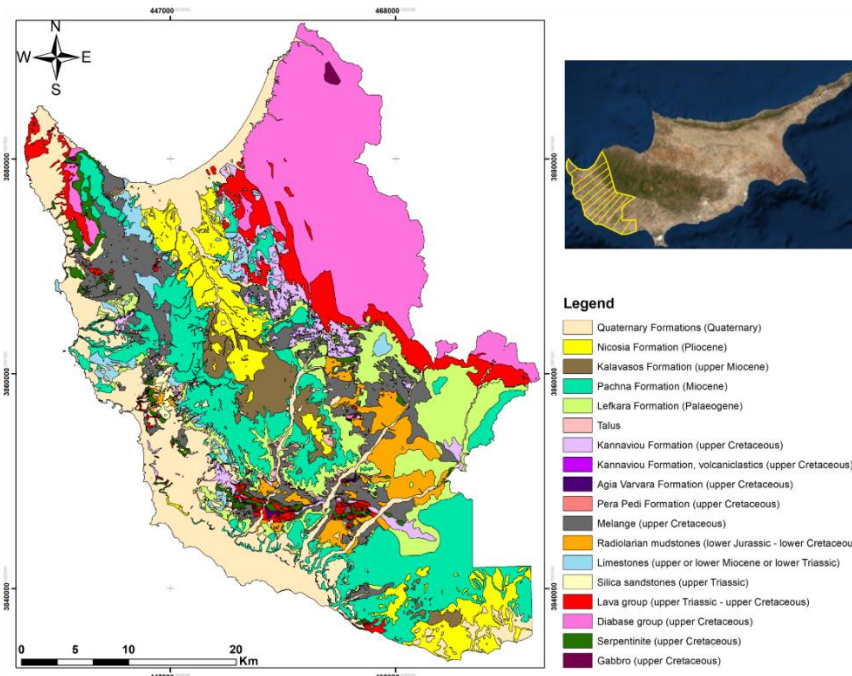 447000 468000
N
W E
S
3880000 3880000
3860000 3860000
3840000 3840000
0 5 10 20
Km
Legend
Quaternary Formations (Quaternary)
Nicosia Formation (Pliocene)
Kalavasos Formation (upper Miocene)
Pachna Formation (Miocene)
Lefkara Formation (Palaeogene)
Talus
Kannaviou Formation (upper Cretaceous)
Kannaviou Formation, volcaniclastics (upper Cretaceous)
Agia Varvara Formation (upper Cretaceous)
Pera Pedi Formation (upper Cretaceous)
Melange (upper Cretaceous)
Radiolarian mudstones (lower Jurassic - lower Cretaceou
Limestones (upper or lower Miocene or lower Triassic)
Silica sandstones (upper Triassic)
Lava group (upper Triassic - upper Cretaceous)
Diabase group (upper Cretaceous)
Serpentinite (upper Cretaceous)
Gabbro (upper Cretaceous)